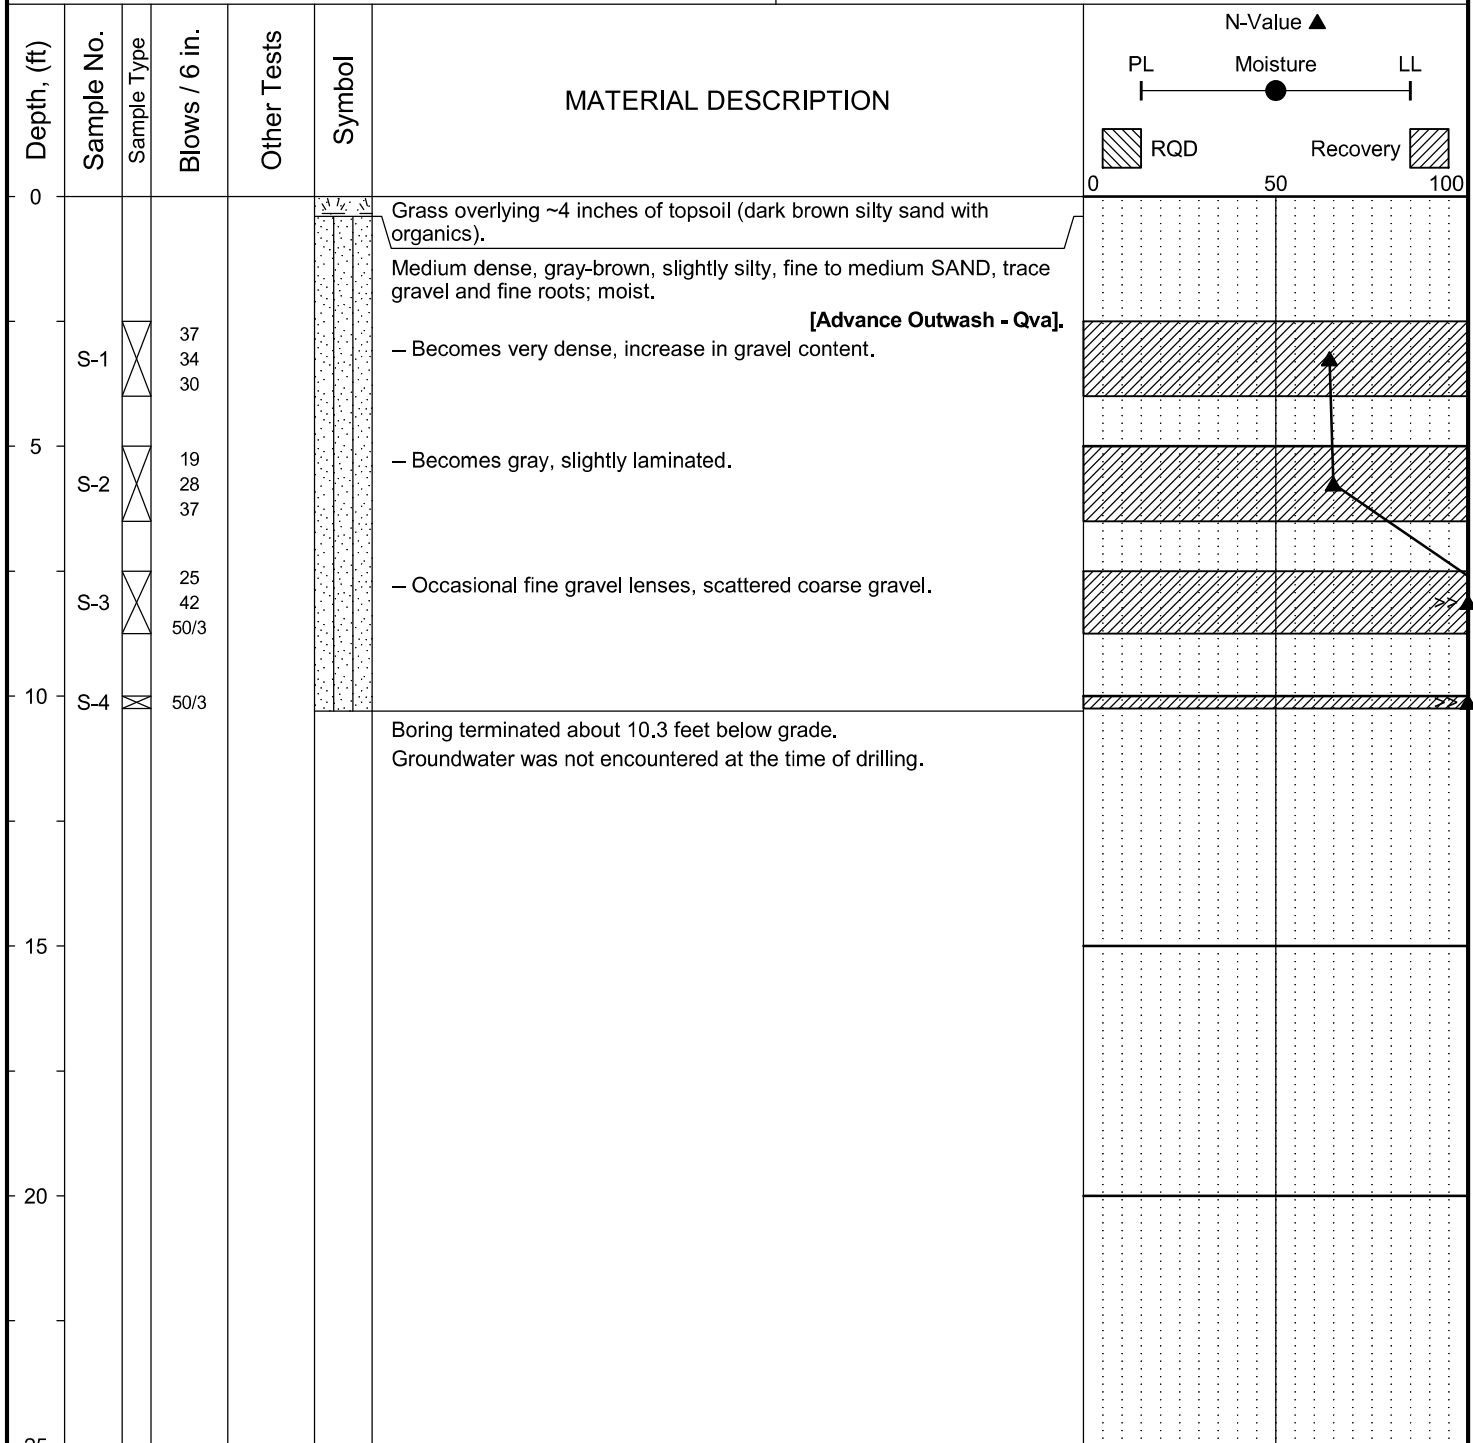 Depth, (ft)
Sample No.
Sample Type
Blows / 6 in.
Other Tests
Symbol
MATERIAL DESCRIPTION
N-Value ▲
PL Moisture LL
RQD Recovery
0 50 100
0
Grass overlying ~4 inches of topsoil (dark brown silty sand with
organics).
Medium dense, gray-brown, slightly silty, fine to medium SAND, trace
gravel and fine roots; moist.
[Advance Outwash - Qva].
S-1
37
34
30
– Becomes very dense, increase in gravel content.
5
S-2
19
28
37
– Becomes gray, slightly laminated.
S-3
25
42
50/3
– Occasional fine gravel lenses, scattered coarse gravel.
>>
10
S-4
50/3
>>
Boring terminated about 10.3 feet below grade.
Groundwater was not encountered at the time of drilling.
15
20